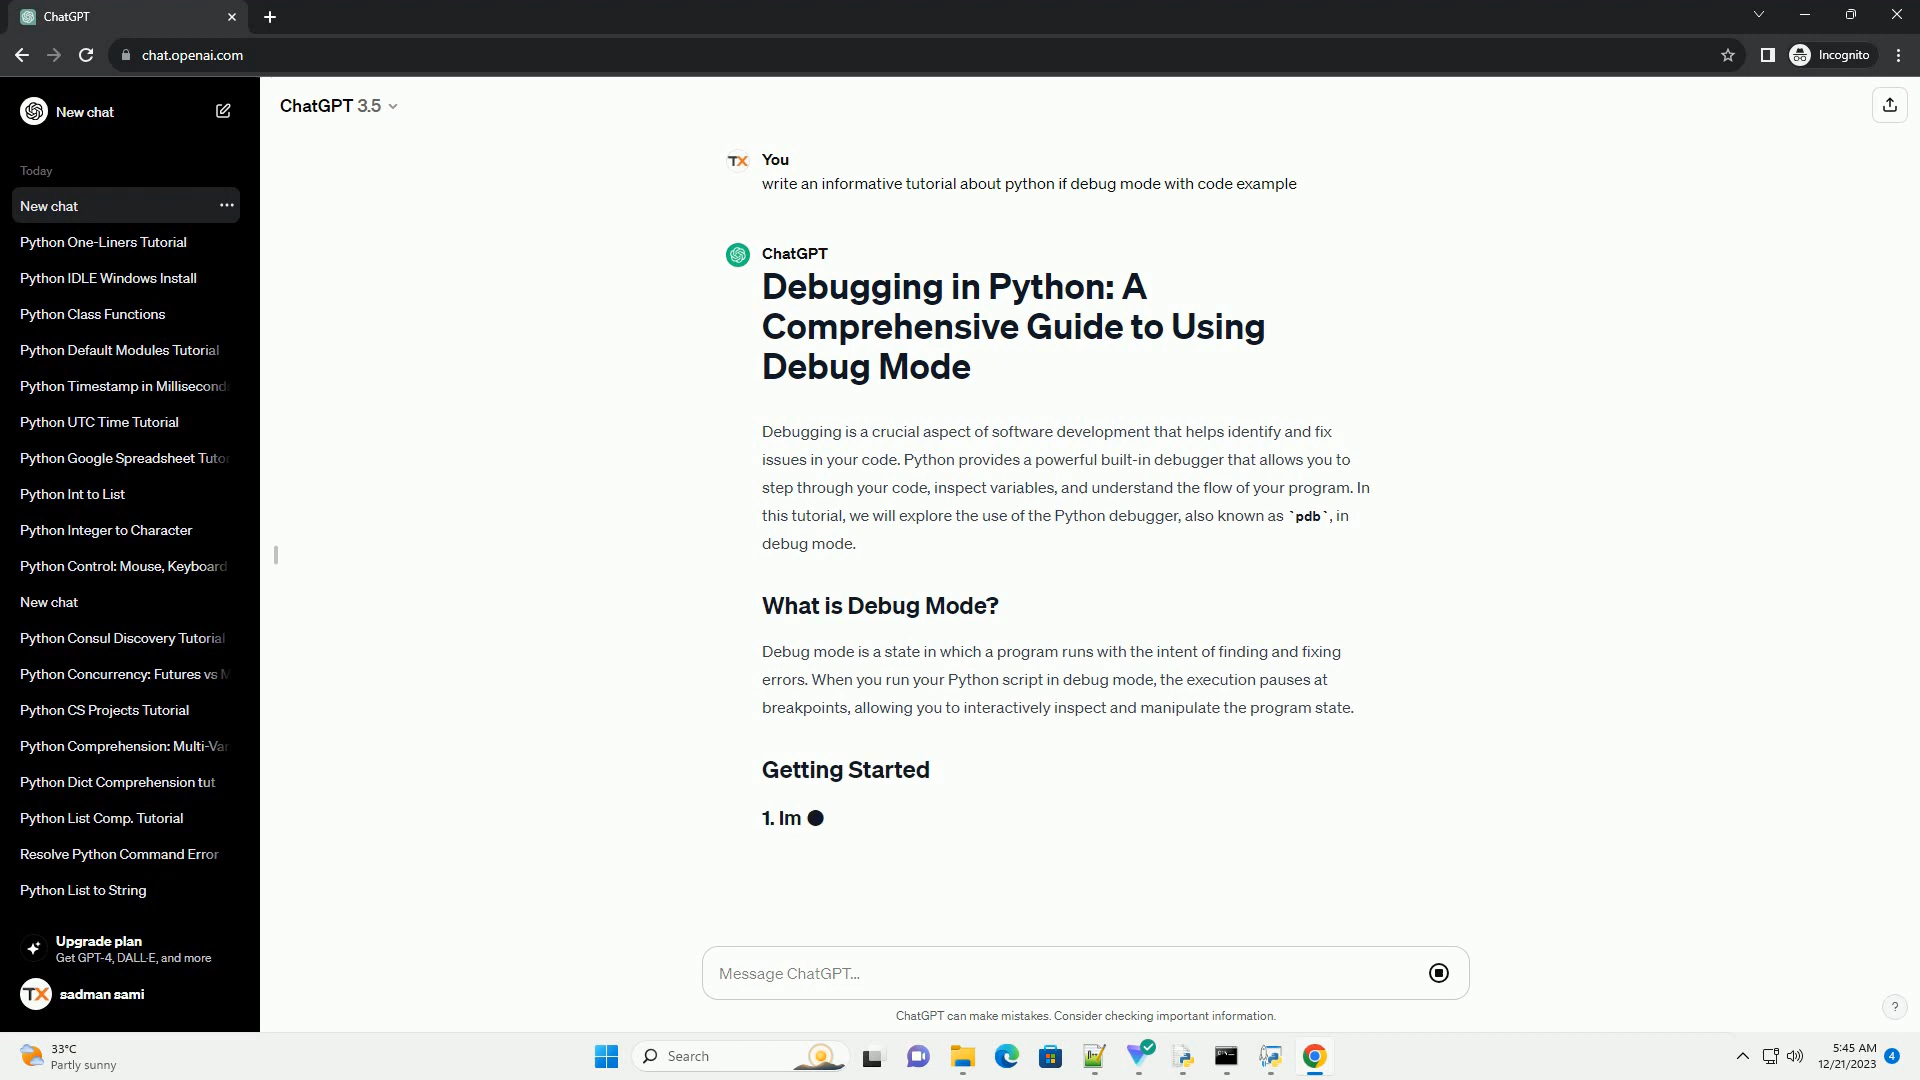 ChatGPT
chat.openai.com
Incognito
New chat
Today
New chat
Python One-Liners Tutorial
Python IDLE Windows Install
Python Class Functions
Python Default Modules Tutorial
Python Timestamp in Millisecond
Python UTC Time Tutorial
Python Google Spreadsheet Tutor
Python Int to List
Python Integer to Character
Python Control: Mouse, Keyboard
New chat
Python Consul Discovery Tutorial
Python Concurrency: Futures vs M
Python CS Projects Tutorial
Python Comprehension: Multi-Var
Python Dict Comprehension tut
Python List Comp. Tutorial
Resolve Python Command Error
Python List to String
Upgrade plan
Get GPT-4, DALL·E, and more
TX sadman sami
ChatGPT 3.5
TX You
write an informative tutorial about python if debug mode with code example
ChatGPT
Debugging in Python: A
Comprehensive Guide to Using
Debug Mode
Debugging is a crucial aspect of software development that helps identify and fix
issues in your code. Python provides a powerful built-in debugger that allows you to
step through your code, inspect variables, and understand the flow of your program. In
this tutorial, we will explore the use of the Python debugger, also known as `pdb`, in
debug mode.
What is Debug Mode?
Debug mode is a state in which a program runs with the intent of finding and fixing
errors. When you run your Python script in debug mode, the execution pauses at
breakpoints, allowing you to interactively inspect and manipulate the program state.
Getting Started
1. Im
Message ChatGPT...
ChatGPT can make mistakes. Consider checking important information.
?
33°C
Partly sunny
Search
5:45 AM
12/21/2023
4